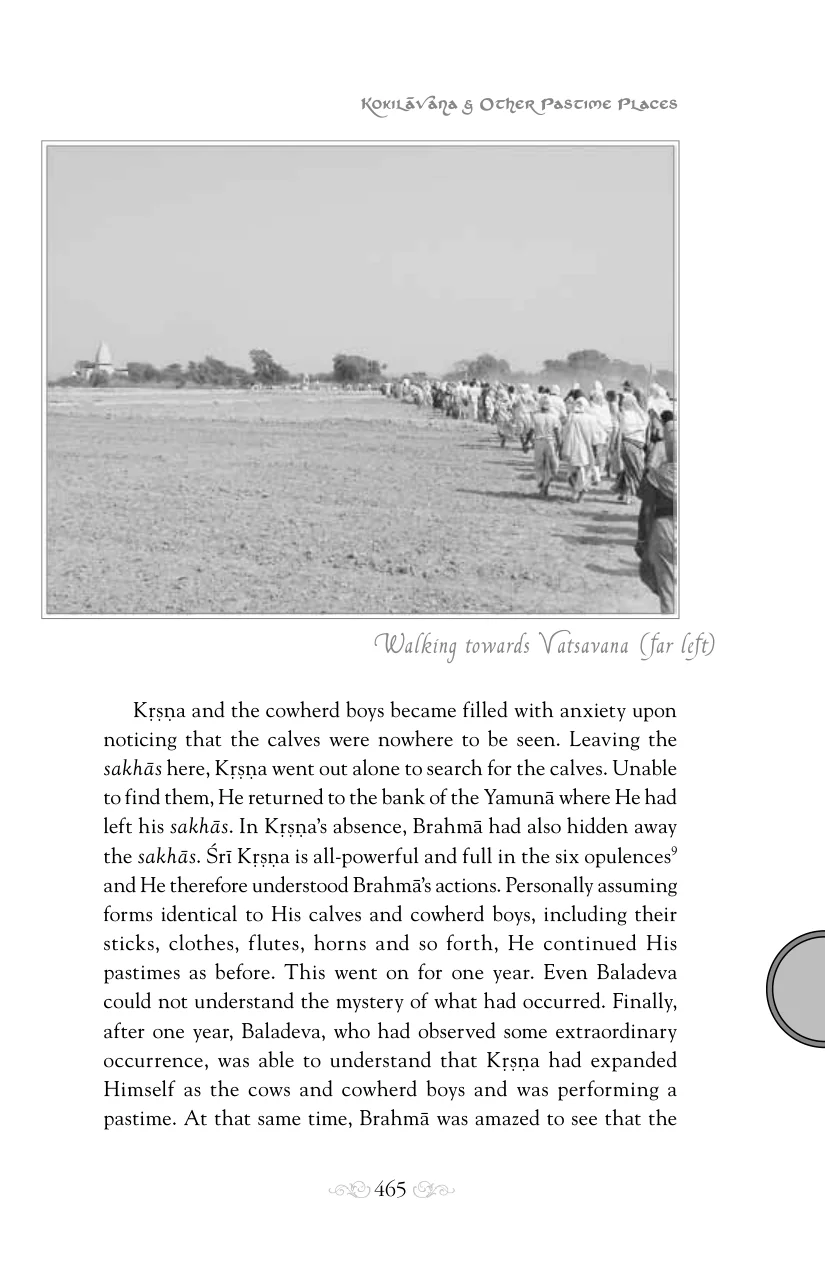 Kokilāvaṇa & Other Pastime Places
Walking towards Vatsavana (far left)
Kṛṣṇa and the cowherd boys became filled with anxiety upon
noticing that the calves were nowhere to be seen. Leaving the
sakhās here, Kṛṣṇa went out alone to search for the calves. Unable
to find them, He returned to the bank of the Yamunā where He had
left his sakhās. In Kṛṣṇa’s absence, Brahmā had also hidden away
the sakhās. Śrī Kṛṣṇa is all-powerful and full in the six opulences⁹
and He therefore understood Brahmā’s actions. Personally assuming
forms identical to His calves and cowherd boys, including their
sticks, clothes, flutes, horns and so forth, He continued His
pastimes as before. This went on for one year. Even Baladeva
could not understand the mystery of what had occurred. Finally,
after one year, Baladeva, who had observed some extraordinary
occurrence, was able to understand that Kṛṣṇa had expanded
Himself as the cows and cowherd boys and was performing a
pastime. At that same time, Brahmā was amazed to see that the
465